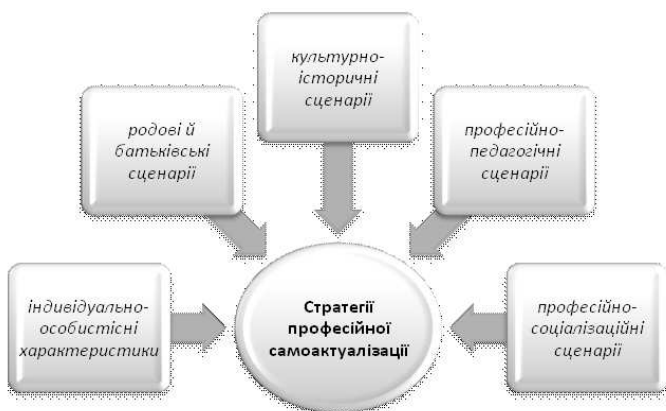 культурно-
історичні
сценарії
родові й
батьківські
сценарії
професійно-
педагогічні
сценарії
індивідуально-
особистісні
характеристики
Стратегії
професійної
самоактуалізації
професійно-
соціалізаційні
сценарії